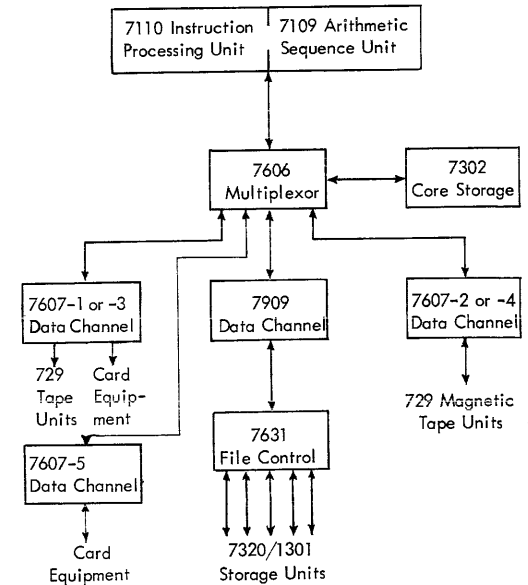 7110 Instruction
Processing Unit
7109 Arithmetic
Sequence Unit
7606
Multiplexor
7302
Core Storage
7607-1 or -3
Data Channel
7909
Data Channel
7607-2 or -4
Data Channel
729
Tape
Units
Card
Equip-
ment
729 Magnetic
Tape Units
7631
File Control
7607-5
Data Channel
Card
Equipment
7320/1301
Storage Units